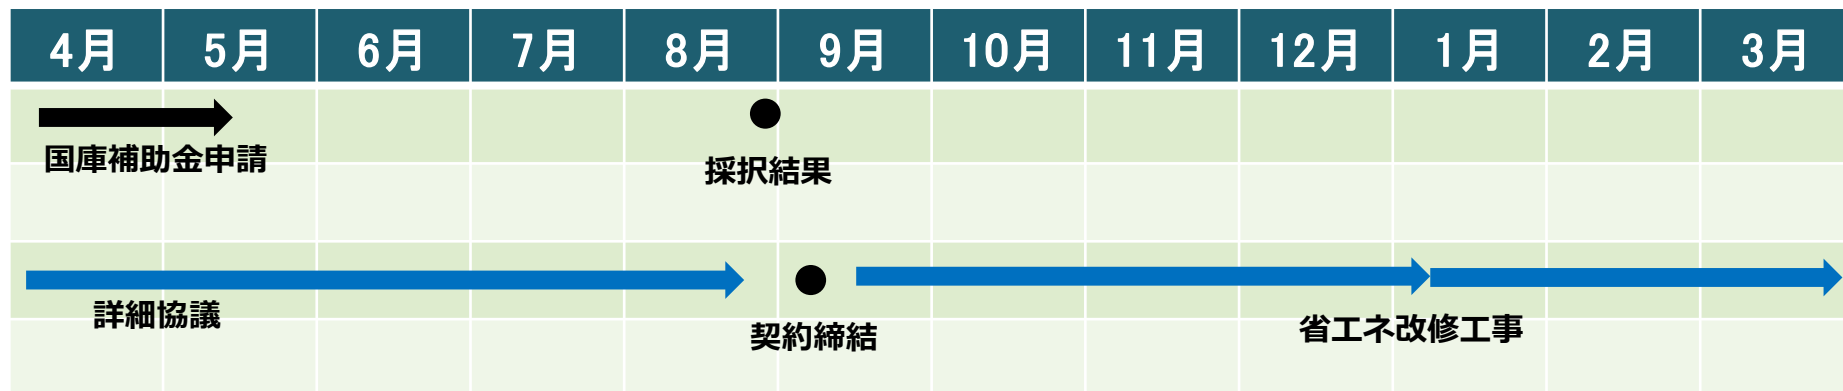 4月 5月 6月 7月 8月 9月 10月 11月 12月 1月 2月 3月
国庫補助金申請
採択結果
詳細協議
契約締結
省エネ改修工事